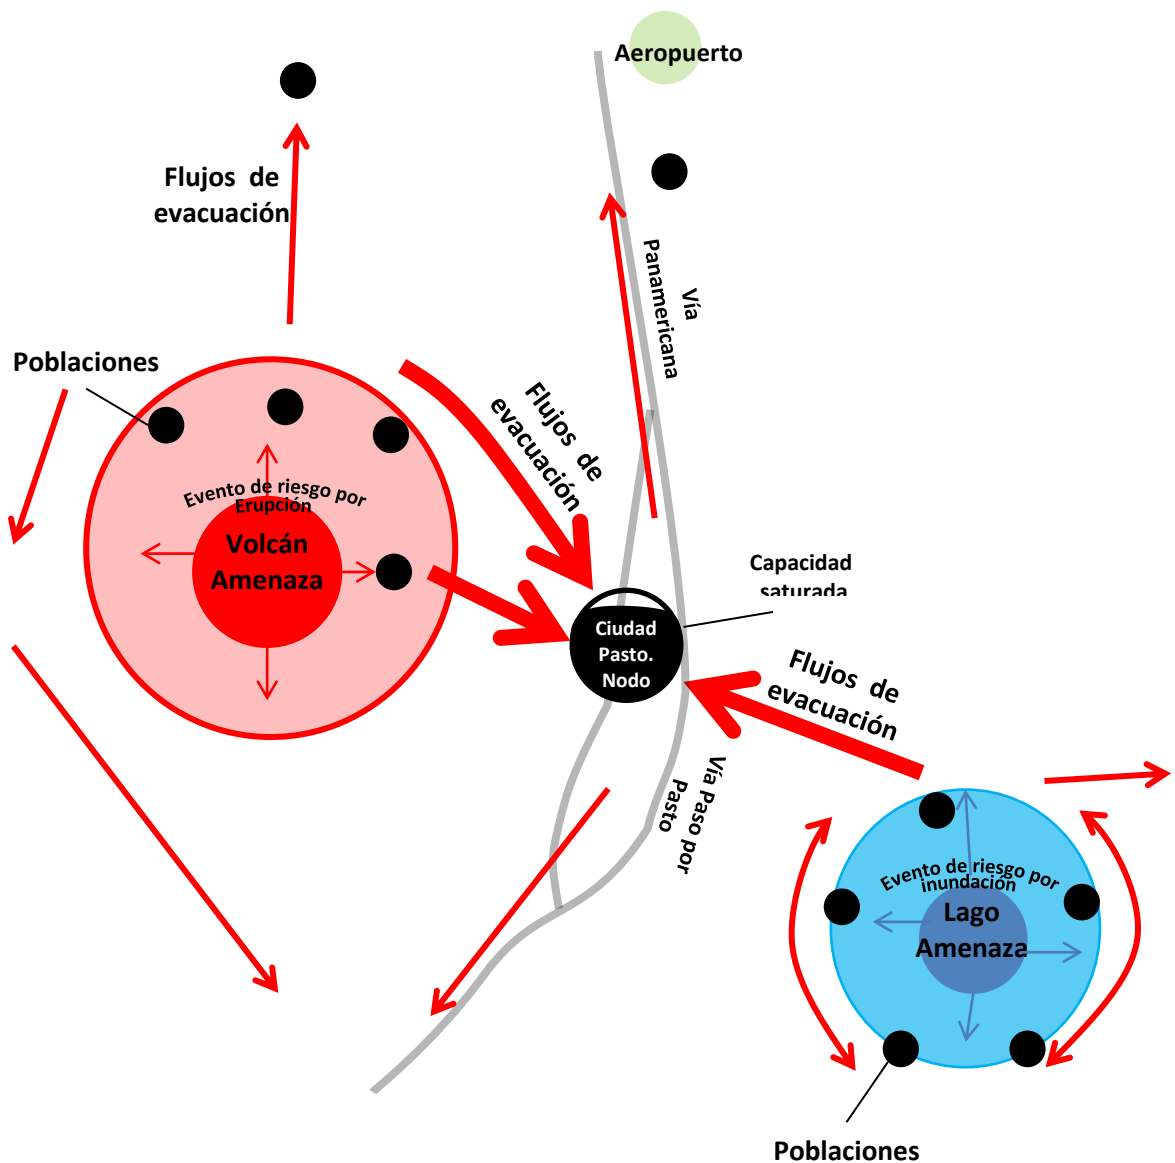 Aeropuerto
Flujos de
evacuación
Vía
Panamericana
Poblaciones
Flujos de
evacuación
Evento de riesgo por
Erupción
Volcán
Amenaza
Capacidad
saturada
Ciudad
Pasto.
Nodo
Flujos de
evacuación
Vía Paso por
Pasto
Evento de riesgo por
inundación
Lago
Amenaza
Poblaciones